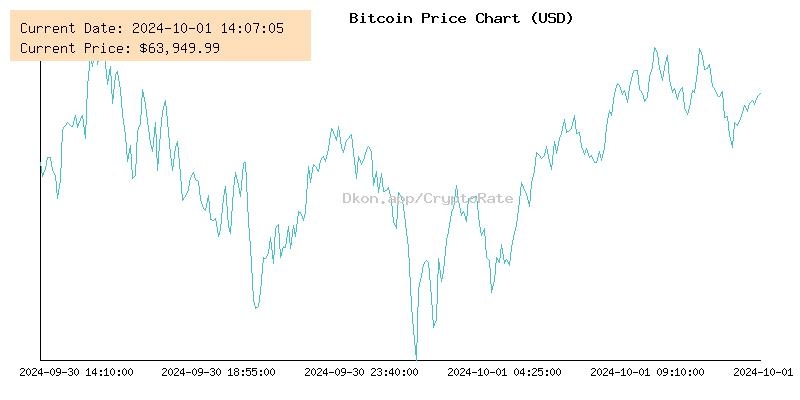 Bitcoin Price Chart (USD)
Current Date: 2024-10-01 14:07:05
Current Price: $63,949.99
Dkon.app/CryptoRate
2024-09-30 14:10:00 2024-09-30 18:55:00 2024-09-30 23:40:00 2024-10-01 04:25:00 2024-10-01 09:10:00 2024-10-01